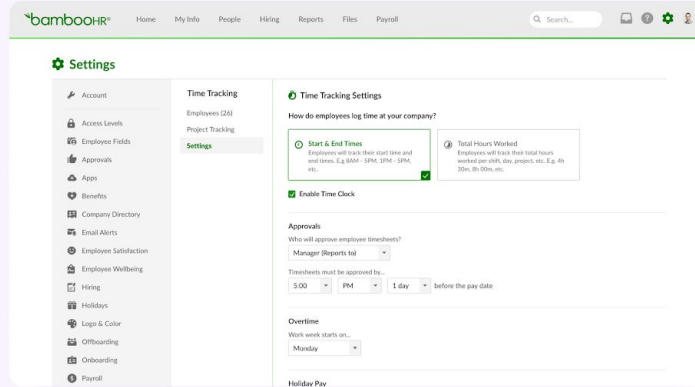 bambooHR®
Home
My Info
People
Hiring
Reports
Files
Payroll
Search...
Settings
Account
Access Levels
Employee Fields
Approvals
Apps
Benefits
Company Directory
Email Alerts
Employee Satisfaction
Employee Wellbeing
Hiring
Holidays
Logo & Color
Offboarding
Onboarding
Payroll
Time Tracking
Employees (26)
Project Tracking
Settings
Time Tracking Settings
How do employees log time at your company?
Start & End Times
Employees will track their start time and
end times. E.g 8AM - 5PM, 1PM - 5PM,
etc.
Total Hours Worked
Employees will track their total hours
worked per shift, day, project, etc. E.g. 4h
30m, 8h 00m, etc.
Enable Time Clock
Approvals
Who will approve employee timesheets?
Manager (Reports to)
Timesheets must be approved by...
5:00 PM 1 day before the pay date
Overtime
Work week starts on...
Monday
Holiday Pay